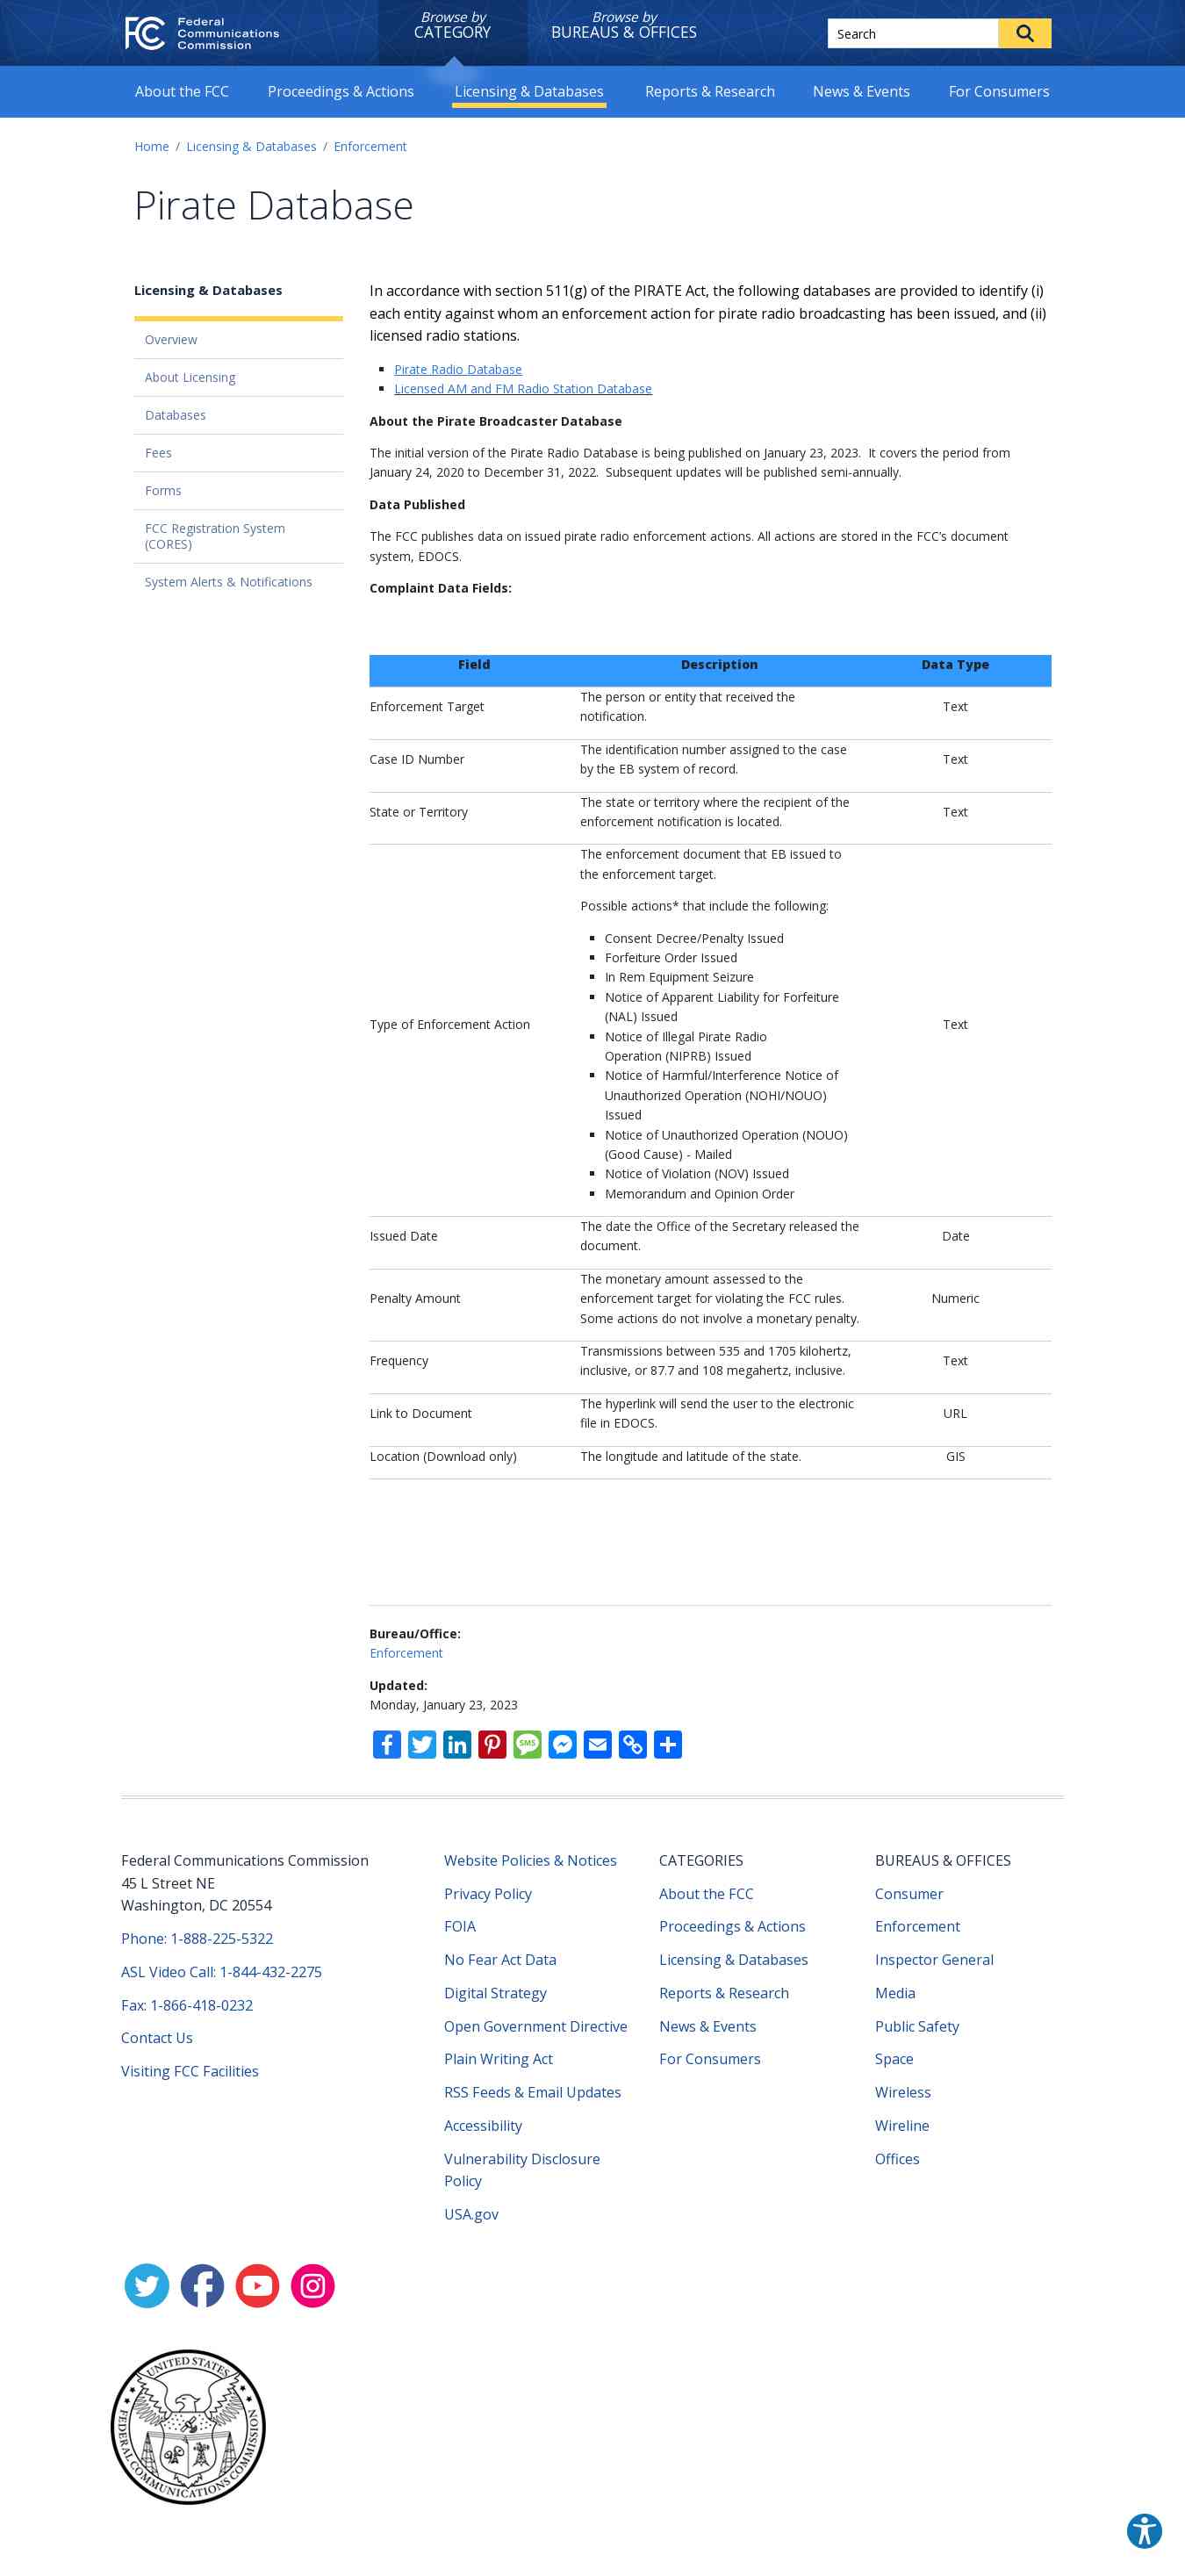 Federal
Communications
Commission
Browse by
CATEGORY
Browse by
BUREAUS & OFFICES
Search
About the FCC
Proceedings & Actions
Licensing & Databases
Reports & Research
News & Events
For Consumers
Home / Licensing & Databases / Enforcement
Pirate Database
Licensing & Databases
Overview
About Licensing
Databases
Fees
Forms
FCC Registration System
(CORES)
System Alerts & Notifications
In accordance with section 511(g) of the PIRATE Act, the following databases are provided to identify (i)
each entity against whom an enforcement action for pirate radio broadcasting has been issued, and (ii)
licensed radio stations.
Pirate Radio Database
Licensed AM and FM Radio Station Database
About the Pirate Broadcaster Database
The initial version of the Pirate Radio Database is being published on January 23, 2023. It covers the period from
January 24, 2020 to December 31, 2022. Subsequent updates will be published semi-annually.
Data Published
The FCC publishes data on issued pirate radio enforcement actions. All actions are stored in the FCC’s document
system, EDOCS.
Complaint Data Fields:
Field Description Data Type
Enforcement Target
The person or entity that received the
notification.
Text
Case ID Number
The identification number assigned to the case
by the EB system of record.
Text
State or Territory
The state or territory where the recipient of the
enforcement notification is located.
Text
Type of Enforcement Action
The enforcement document that EB issued to
the enforcement target.
Possible actions* that include the following:
Consent Decree/Penalty Issued
Forfeiture Order Issued
In Rem Equipment Seizure
Notice of Apparent Liability for Forfeiture
(NAL) Issued
Notice of Illegal Pirate Radio
Operation (NIPRB) Issued
Notice of Harmful/Interference Notice of
Unauthorized Operation (NOHI/NOUO)
Issued
Notice of Unauthorized Operation (NOUO)
(Good Cause) - Mailed
Notice of Violation (NOV) Issued
Memorandum and Opinion Order
Text
Issued Date
The date the Office of the Secretary released the
document.
Date
Penalty Amount
The monetary amount assessed to the
enforcement target for violating the FCC rules.
Some actions do not involve a monetary penalty.
Numeric
Frequency
Transmissions between 535 and 1705 kilohertz,
inclusive, or 87.7 and 108 megahertz, inclusive.
Text
Link to Document
The hyperlink will send the user to the electronic
file in EDOCS.
URL
Location (Download only)
The longitude and latitude of the state.
GIS
Bureau/Office:
Enforcement
Updated:
Monday, January 23, 2023
SMS
Federal Communications Commission
45 L Street NE
Washington, DC 20554
Phone: 1-888-225-5322
ASL Video Call: 1-844-432-2275
Fax: 1-866-418-0232
Contact Us
Visiting FCC Facilities
Website Policies & Notices
Privacy Policy
FOIA
No Fear Act Data
Digital Strategy
Open Government Directive
Plain Writing Act
RSS Feeds & Email Updates
Accessibility
Vulnerability Disclosure
Policy
USA.gov
CATEGORIES
About the FCC
Proceedings & Actions
Licensing & Databases
Reports & Research
News & Events
For Consumers
BUREAUS & OFFICES
Consumer
Enforcement
Inspector General
Media
Public Safety
Space
Wireless
Wireline
Offices
UNITED STATES
FEDERAL COMMUNICATIONS COMMISSION